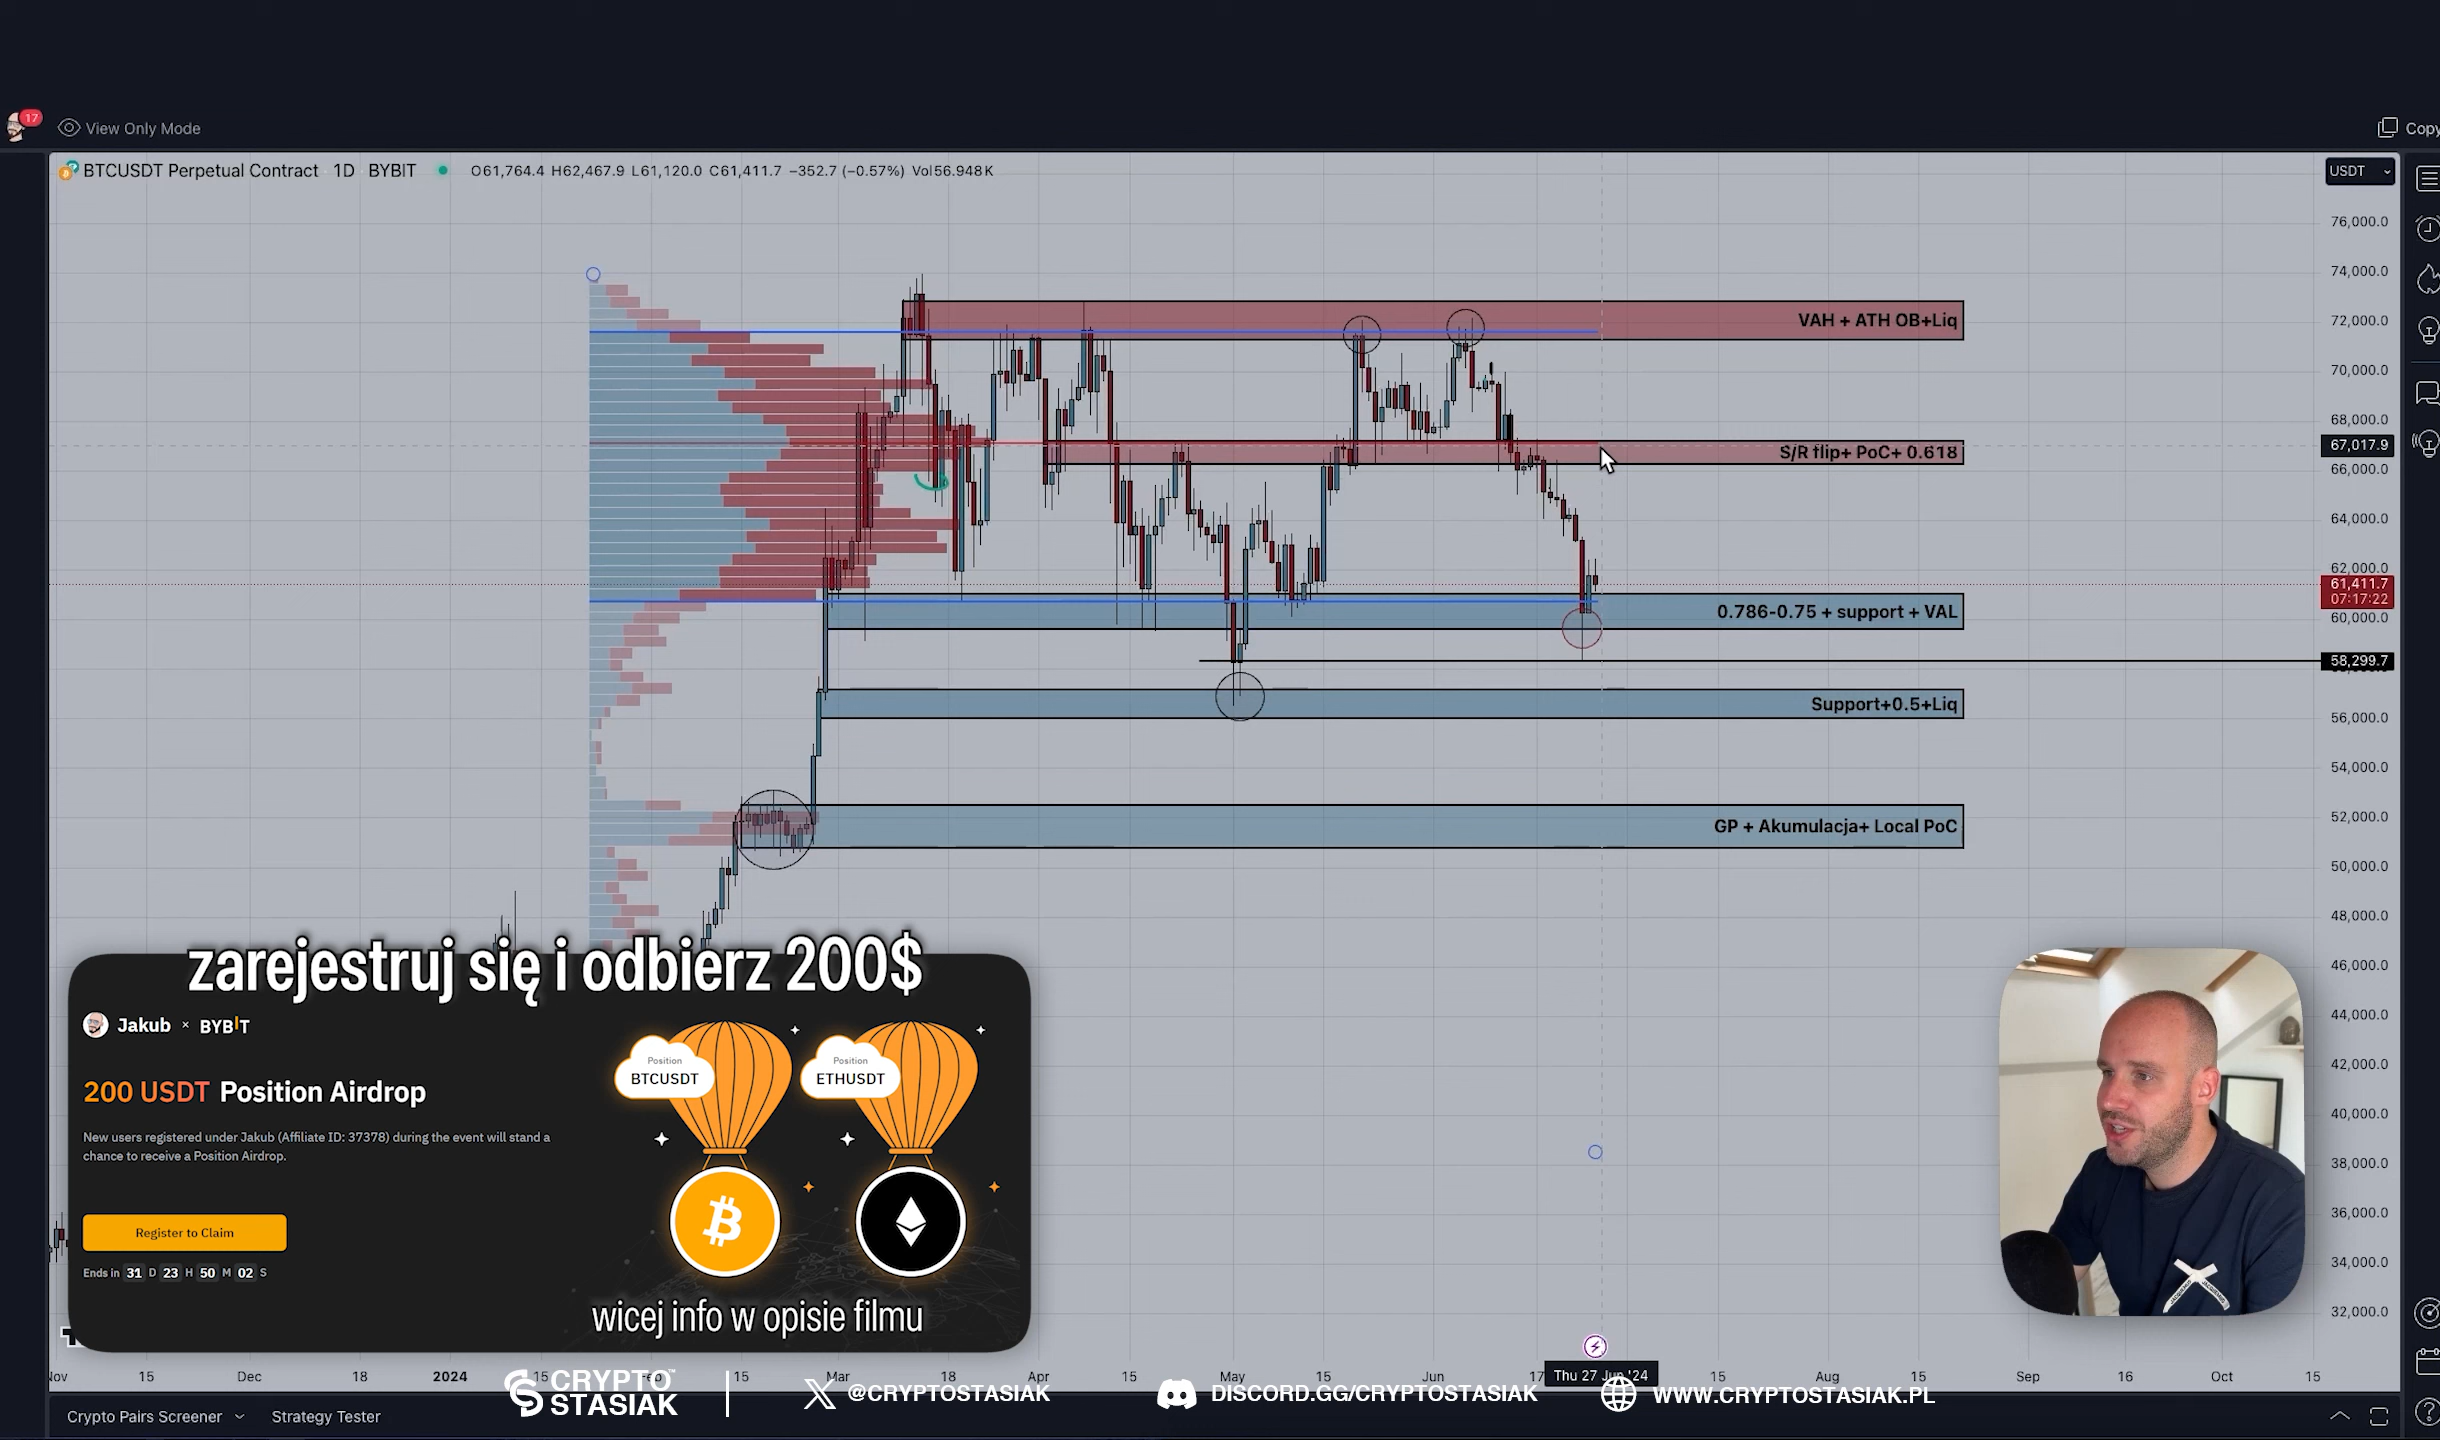 17
View Only Mode
Copy
BTCUSDT Perpetual Contract 1D BYBIT O61,764.4 H62,467.9 L61,120.0 C61,411.7 −352.7 (−0.57%) Vol56.948K
USDT
76,000.0
74,000.0
VAH + ATH OB+Liq
72,000.0
70,000.0
68,000.0
67,017.9
S/R flip+ PoC+ 0.618
66,000.0
64,000.0
62,000.0
61,411.7
07:17:22
0.786-0.75 + support + VAL
60,000.0
58,299.7
Support+0.5+Liq
56,000.0
54,000.0
52,000.0
GP + Akumulacja+ Local PoC
50,000.0
48,000.0
46,000.0
44,000.0
42,000.0
40,000.0
38,000.0
36,000.0
34,000.0
32,000.0
zarejestruj się i odbierz 200$
Jakub × BYBIT
200 USDT Position Airdrop
New users registered under Jakub (Affiliate ID: 37378) during the event will stand a
chance to receive a Position Airdrop.
Register to Claim
Ends in 31 D 23 H 50 M 02 S
Position
BTCUSDT
Position
ETHUSDT
wicej info w opisie filmu
Nov 15 Dec 18 2024 15 Feb 15 Mar 18 Apr 15 May 15 Jun 17 Thu 27 Jun '24 15 Aug 15 Sep 16 Oct 15
CRYPTO™
STASIAK
@CRYPTOSTASIAK
DISCORD.GG/CRYPTOSTASIAK
WWW.CRYPTOSTASIAK.PL
Crypto Pairs Screener
Strategy Tester